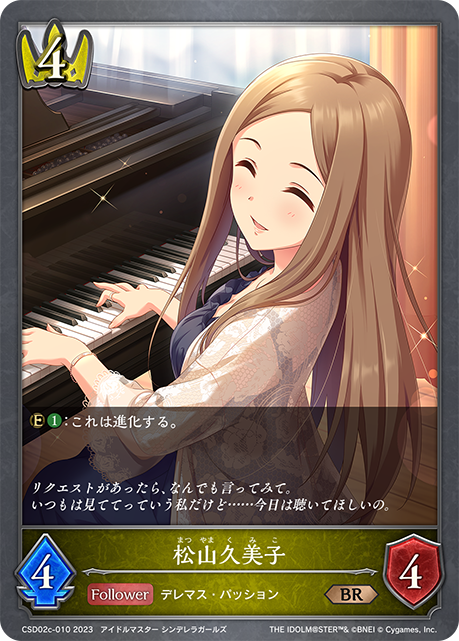 4
E 1：これは進化する。
リクエストがあったら、なんでも言ってみて。
いつもは見ててっていう私だけど……今日は聴いてほしいの。
まつ やま く み こ
松山久美子
4
Follower デレマス・パッション
BR
4
CSD02c-010 2023 アイドルマスター シンデレラガールズ THE IDOLM@STER™& ©BNEI © Cygames, Inc.